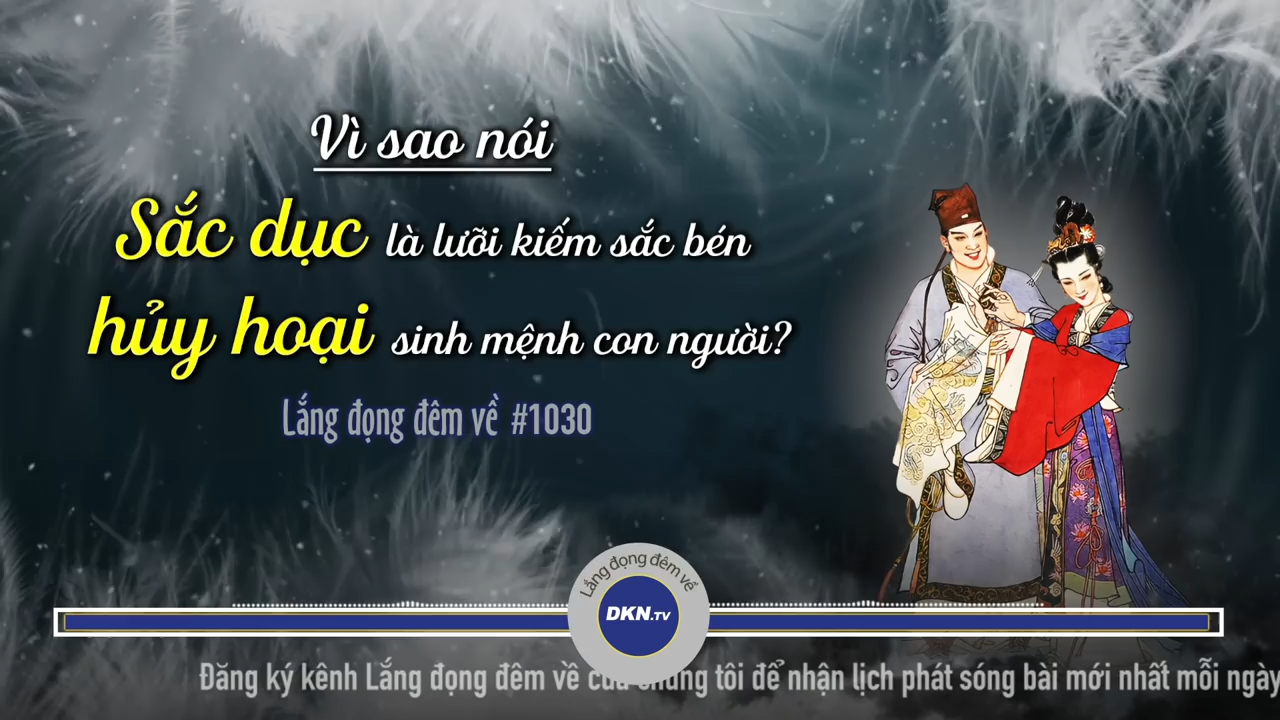 Vì sao nói
Sắc dục là lưỡi kiếm sắc bén
hủy hoại sinh mệnh con người?
Lắng đọng đêm về #1030
Lắng đọng đêm về
DKN.TV
Đăng ký kênh Lắng đọng đêm về của chúng tôi để nhận lịch phát sóng bài mới nhất mỗi ngày